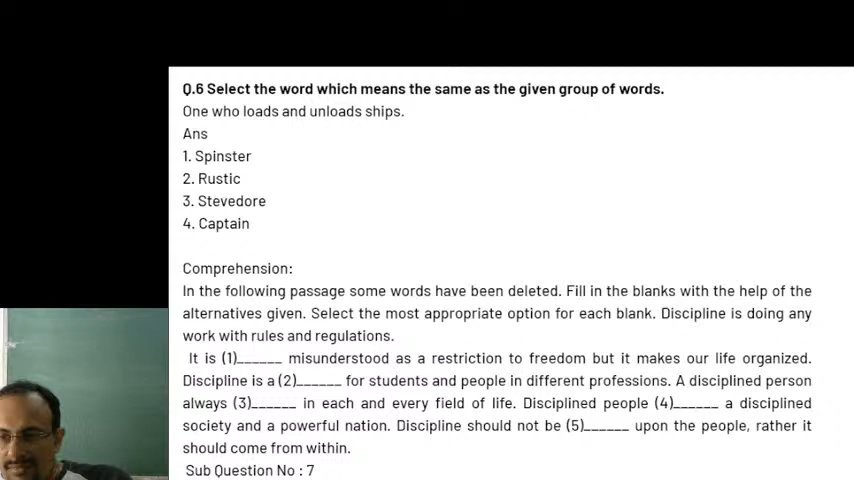 Q.6 Select the word which means the same as the given group of words.
One who loads and unloads ships.
Ans
1. Spinster
2. Rustic
3. Stevedore
4. Captain
Comprehension:
In the following passage some words have been deleted. Fill in the blanks with the help of the
alternatives given. Select the most appropriate option for each blank. Discipline is doing any
work with rules and regulations.
It is (1)______ misunderstood as a restriction to freedom but it makes our life organized.
Discipline is a (2)______ for students and people in different professions. A disciplined person
always (3)______ in each and every field of life. Disciplined people (4)______ a disciplined
society and a powerful nation. Discipline should not be (5)______ upon the people, rather it
should come from within.
Sub Question No : 7